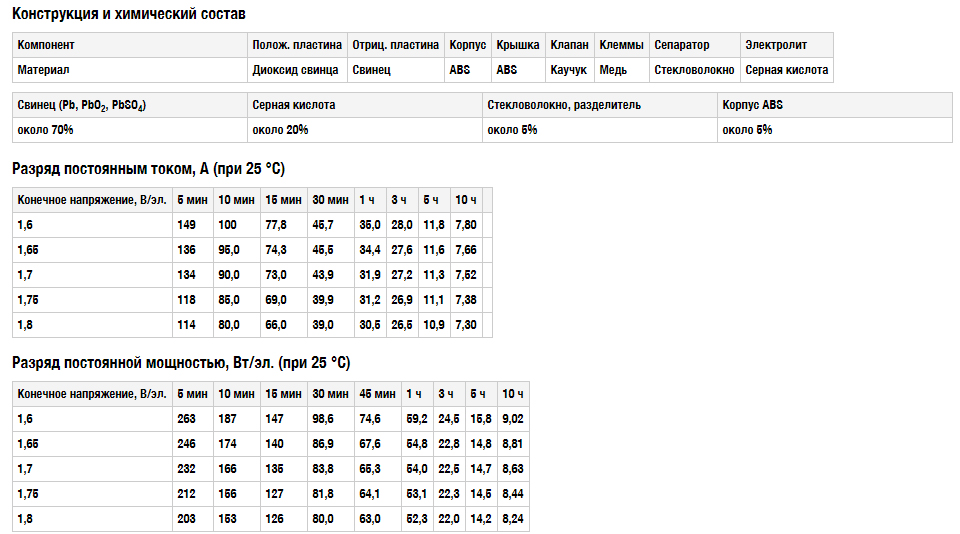 Конструкция и химический состав
Компонент Полож. пластина Отриц. пластина Корпус Крышка Клапан Клеммы Сепаратор Электролит
Материал Диоксид свинца Свинец ABS ABS Каучук Медь Стекловолокно Серная кислота
Свинец (Pb, PbO2, PbSO4) Серная кислота Стекловолокно, разделитель Корпус ABS
около 70% около 20% около 5% около 5%
Разряд постоянным током, А (при 25 °C)
Конечное напряжение, В/эл. 5 мин 10 мин 15 мин 30 мин 1 ч 3 ч 5 ч 10 ч
1,6 149 100 77,8 45,7 35,0 28,0 11,8 7,80
1,65 136 95,0 74,3 45,5 34,4 27,6 11,6 7,66
1,7 134 90,0 73,0 43,9 31,9 27,2 11,3 7,52
1,75 118 85,0 69,0 39,9 31,2 26,9 11,1 7,38
1,8 114 80,0 66,0 39,0 30,5 26,5 10,9 7,30
Разряд постоянной мощностью, Вт/эл. (при 25 °C)
Конечное напряжение, В/эл. 5 мин 10 мин 15 мин 30 мин 45 мин 1 ч 3 ч 5 ч 10 ч
1,6 263 187 147 98,6 74,6 59,2 24,5 15,8 9,02
1,65 246 174 140 86,9 67,6 54,8 22,8 14,8 8,81
1,7 232 166 135 83,8 65,3 54,0 22,5 14,7 8,63
1,75 212 156 127 81,8 64,1 53,1 22,3 14,5 8,44
1,8 203 153 126 80,0 63,0 52,3 22,0 14,2 8,24